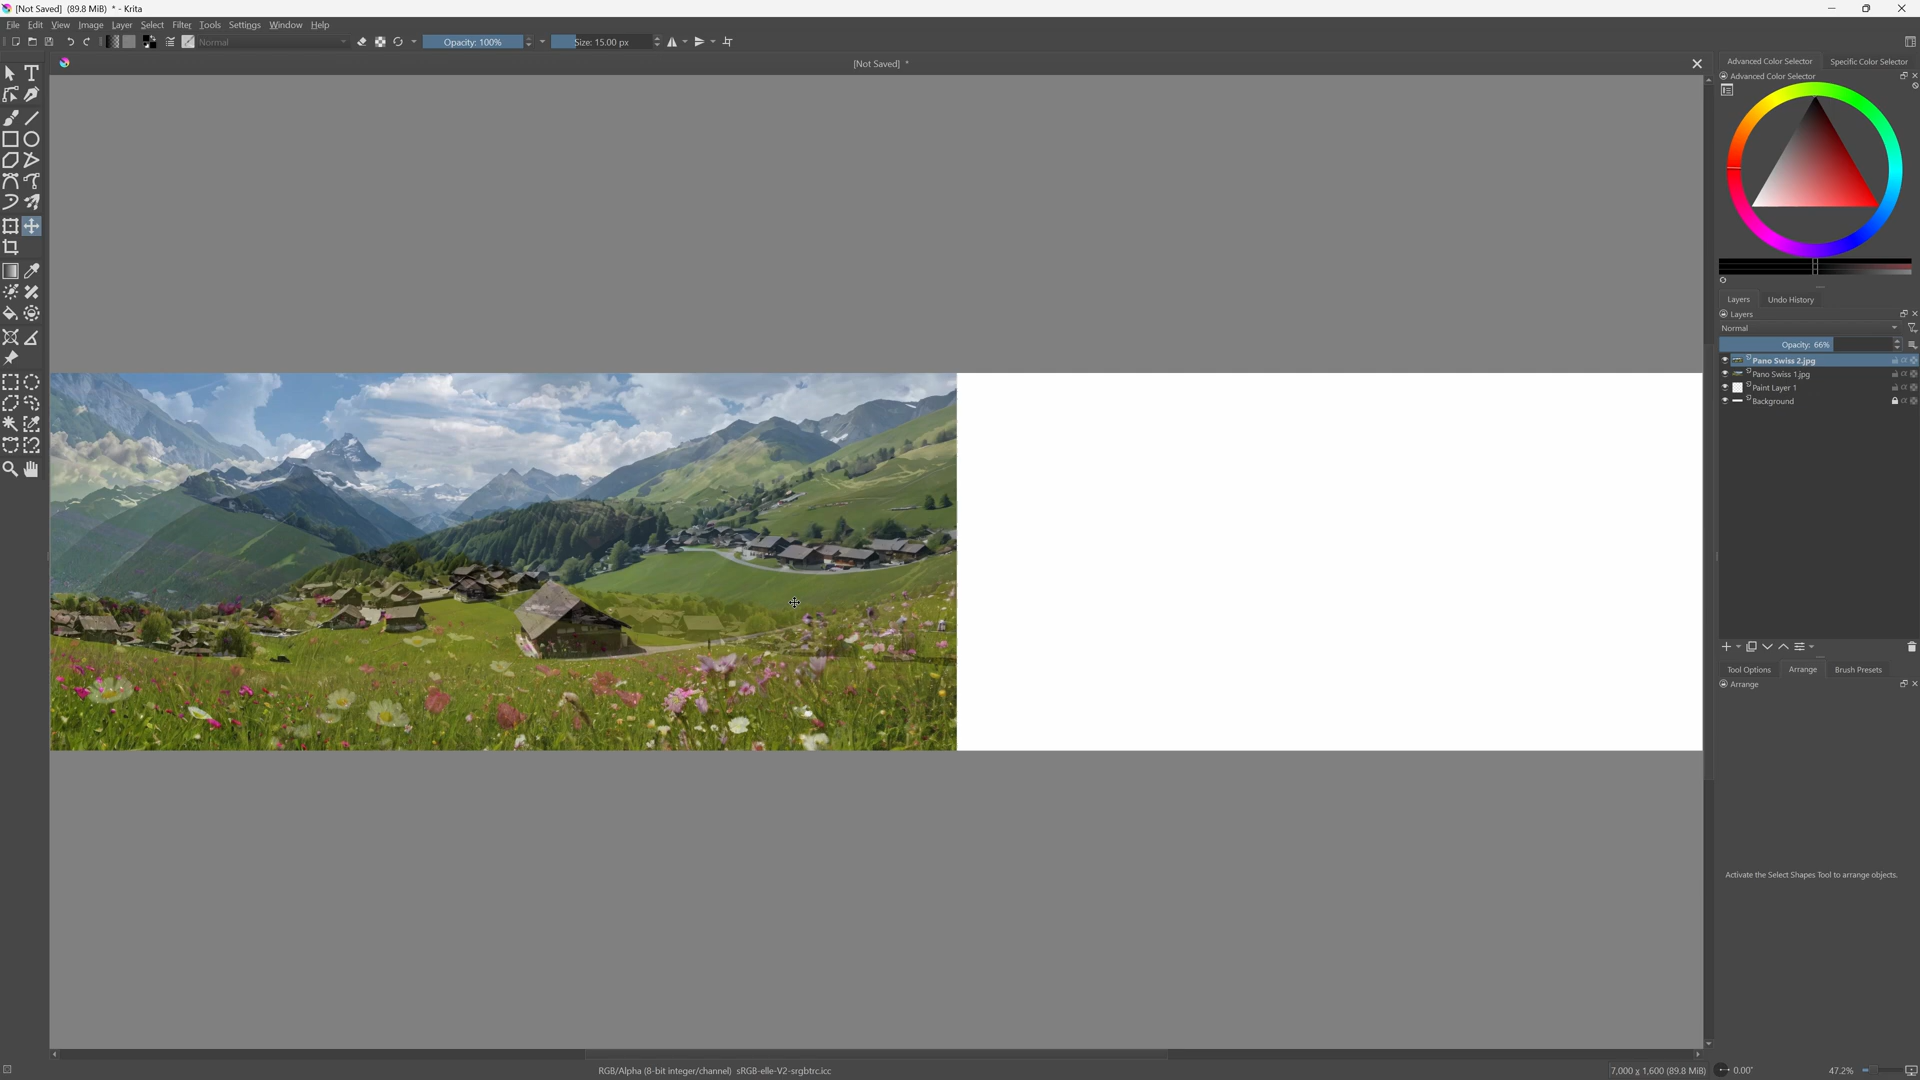 [Not Saved]  (89.8 MiB)  * - Krita
File Edit View Image Layer Select Filter Tools Settings Window Help
Normal Opacity: 100% Size: 15.00 px
[Not Saved]  *
Advanced Color Selector Specific Color Selector
Advanced Color Selector
Layers Undo History
Layers
Normal
Opacity: 66%
Pano Swiss 2.jpg
Pano Swiss 1.jpg
Paint Layer 1
Background
Tool Options Arrange Brush Presets
Arrange
Activate the Select Shapes Tool to arrange objects.
RGB/Alpha (8-bit integer/channel)  sRGB-elle-V2-srgbtrc.icc
7,000 x 1,600 (89.8 MiB)
0.00°
47.2%